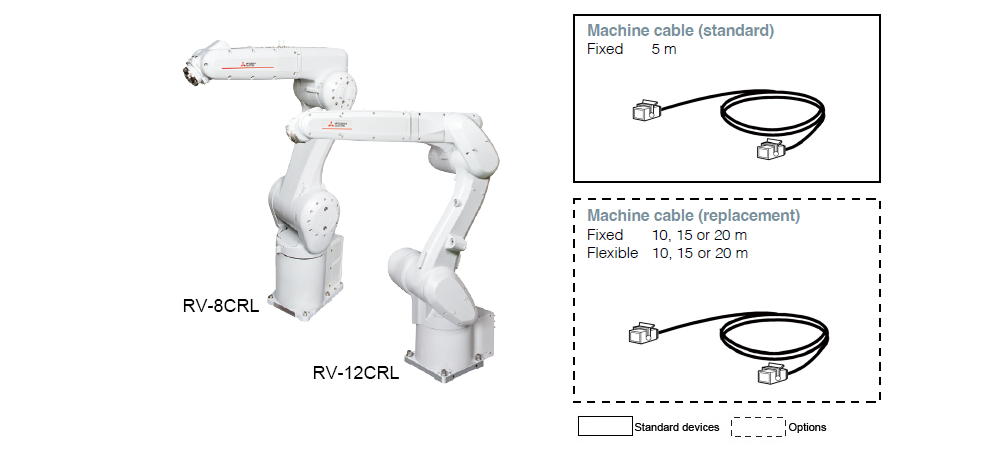 Machine cable (standard)
Fixed 5 m
RV-8CRL
RV-12CRL
Machine cable (replacement)
Fixed 10, 15 or 20 m
Flexible 10, 15 or 20 m
Standard devices
Options